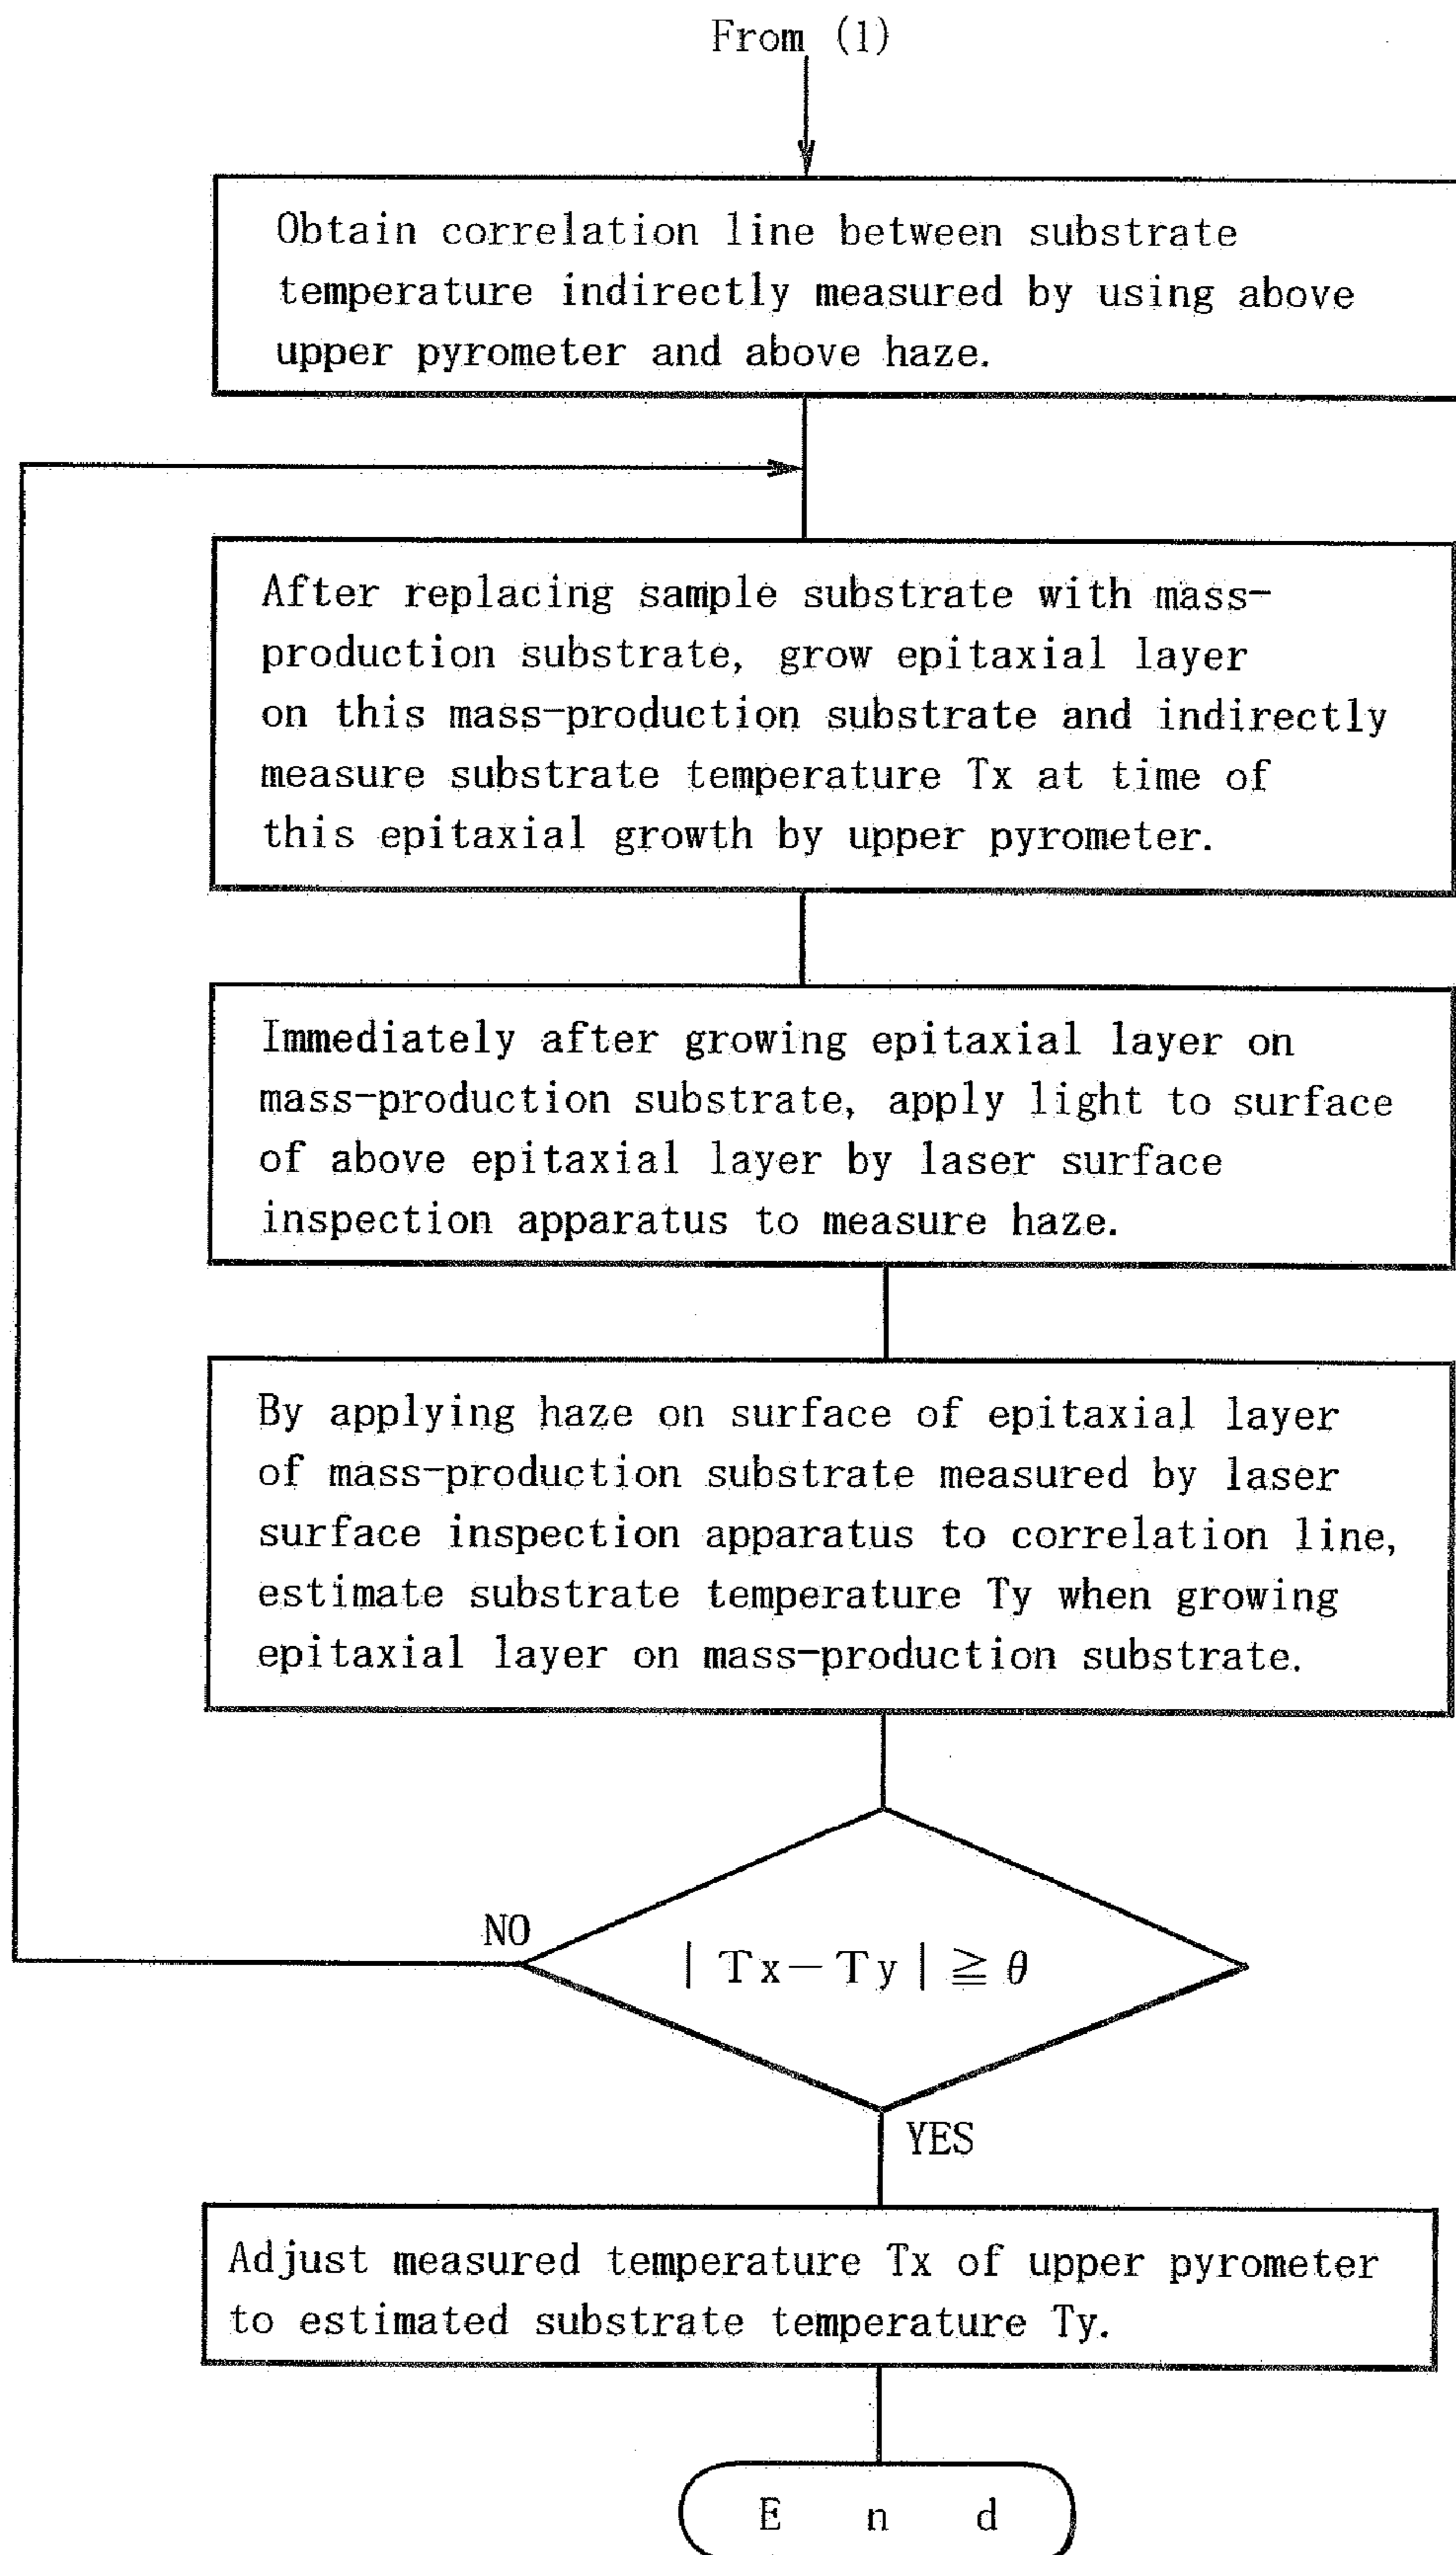 From (1)
Obtain correlation line between substrate
temperature indirectly measured by using above
upper pyrometer and above haze.
After replacing sample substrate with mass-
production substrate, grow epitaxial layer
on this mass-production substrate and indirectly
measure substrate temperature Tx at time of
this epitaxial growth by upper pyrometer.
Immediately after growing epitaxial layer on
mass-production substrate, apply light to surface
of above epitaxial layer by laser surface
inspection apparatus to measure haze.
By applying haze on surface of epitaxial layer
of mass-production substrate measured by laser
surface inspection apparatus to correlation line,
estimate substrate temperature Ty when growing
epitaxial layer on mass-production substrate.
NO
| Tx－Ty | ≧ θ
YES
Adjust measured temperature Tx of upper pyrometer
to estimated substrate temperature Ty.
E n d